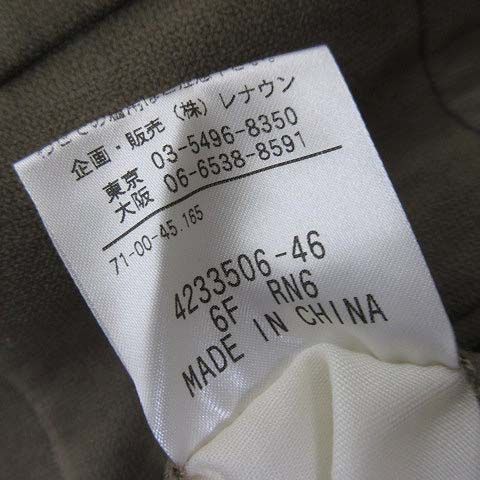 企画・販売 (株) レナウン
東京 03-5496-8350
大阪 06-6538-8591
71-00-45.165
4233506-46
6F RN6
MADE IN CHINA